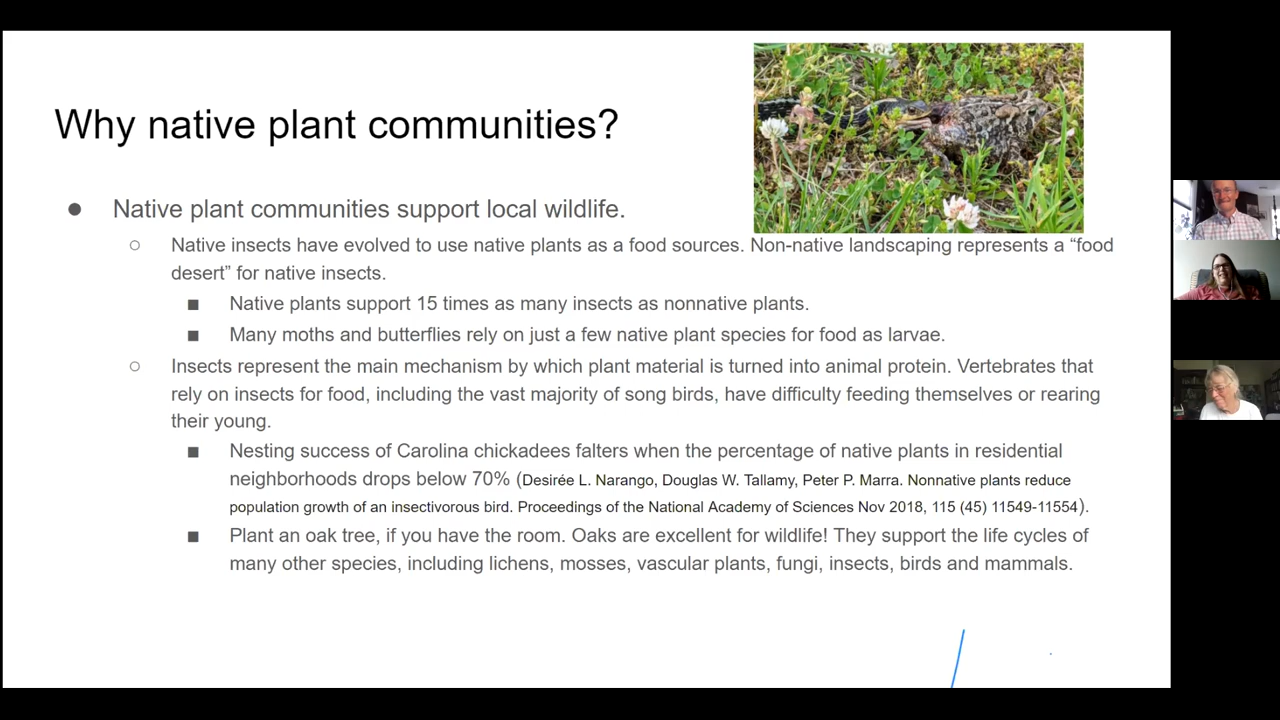 Why native plant communities?
● Native plant communities support local wildlife.
○ Native insects have evolved to use native plants as a food sources. Non-native landscaping represents a “food
desert” for native insects.
■ Native plants support 15 times as many insects as nonnative plants.
■ Many moths and butterflies rely on just a few native plant species for food as larvae.
○ Insects represent the main mechanism by which plant material is turned into animal protein. Vertebrates that
rely on insects for food, including the vast majority of song birds, have difficulty feeding themselves or rearing
their young.
■ Nesting success of Carolina chickadees falters when the percentage of native plants in residential
neighborhoods drops below 70% (Desirée L. Narango, Douglas W. Tallamy, Peter P. Marra. Nonnative plants reduce
population growth of an insectivorous bird. Proceedings of the National Academy of Sciences Nov 2018, 115 (45) 11549-11554).
■ Plant an oak tree, if you have the room. Oaks are excellent for wildlife! They support the life cycles of
many other species, including lichens, mosses, vascular plants, fungi, insects, birds and mammals.